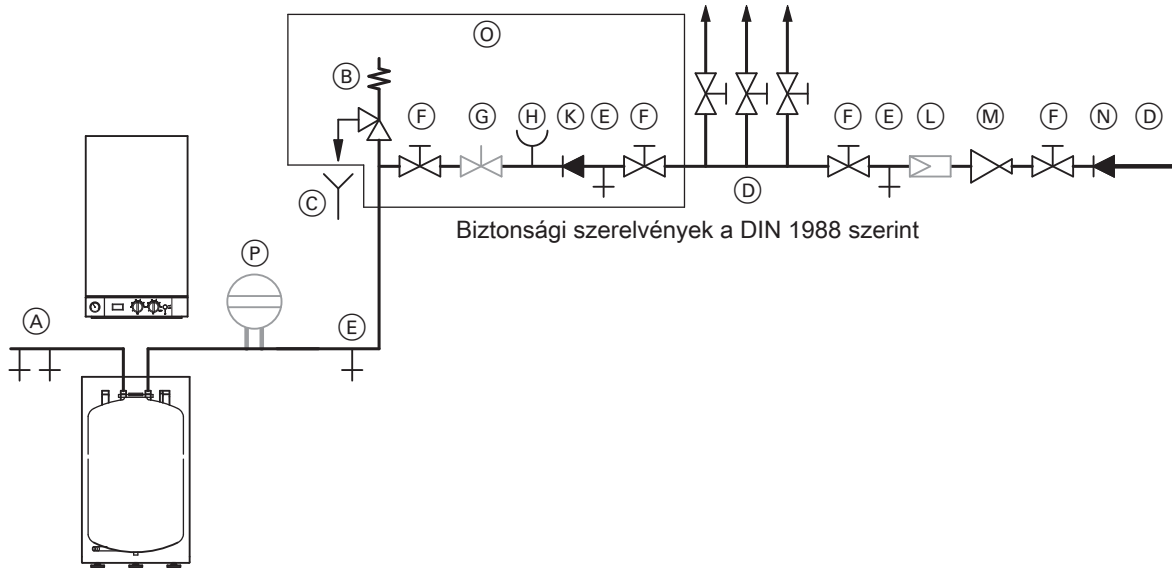 O
B
F G H K E F F E L M F N D
C
D
Biztonsági szerelvények a DIN 1988 szerint
P
A
E